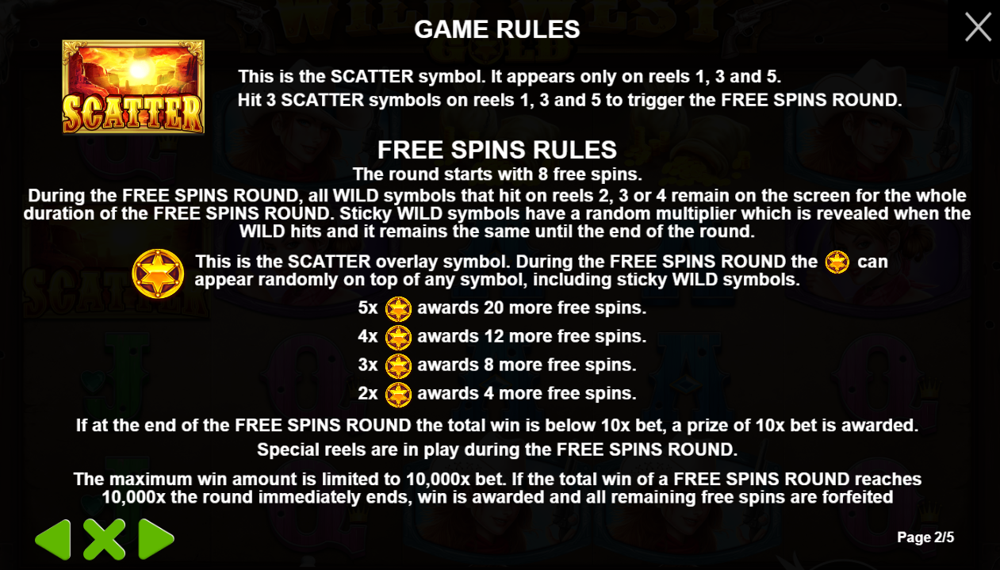 WILD WEST
GOLD
GAME RULES
SCATTER
This is the SCATTER symbol. It appears only on reels 1, 3 and 5.
Hit 3 SCATTER symbols on reels 1, 3 and 5 to trigger the FREE SPINS ROUND.
FREE SPINS RULES
The round starts with 8 free spins.
During the FREE SPINS ROUND, all WILD symbols that hit on reels 2, 3 or 4 remain on the screen for the whole
duration of the FREE SPINS ROUND. Sticky WILD symbols have a random multiplier which is revealed when the
WILD hits and it remains the same until the end of the round.
This is the SCATTER overlay symbol. During the FREE SPINS ROUND the can
appear randomly on top of any symbol, including sticky WILD symbols.
5x awards 20 more free spins.
4x awards 12 more free spins.
3x awards 8 more free spins.
2x awards 4 more free spins.
If at the end of the FREE SPINS ROUND the total win is below 10x bet, a prize of 10x bet is awarded.
Special reels are in play during the FREE SPINS ROUND.
The maximum win amount is limited to 10,000x bet. If the total win of a FREE SPINS ROUND reaches
10,000x the round immediately ends, win is awarded and all remaining free spins are forfeited
Page 2/5